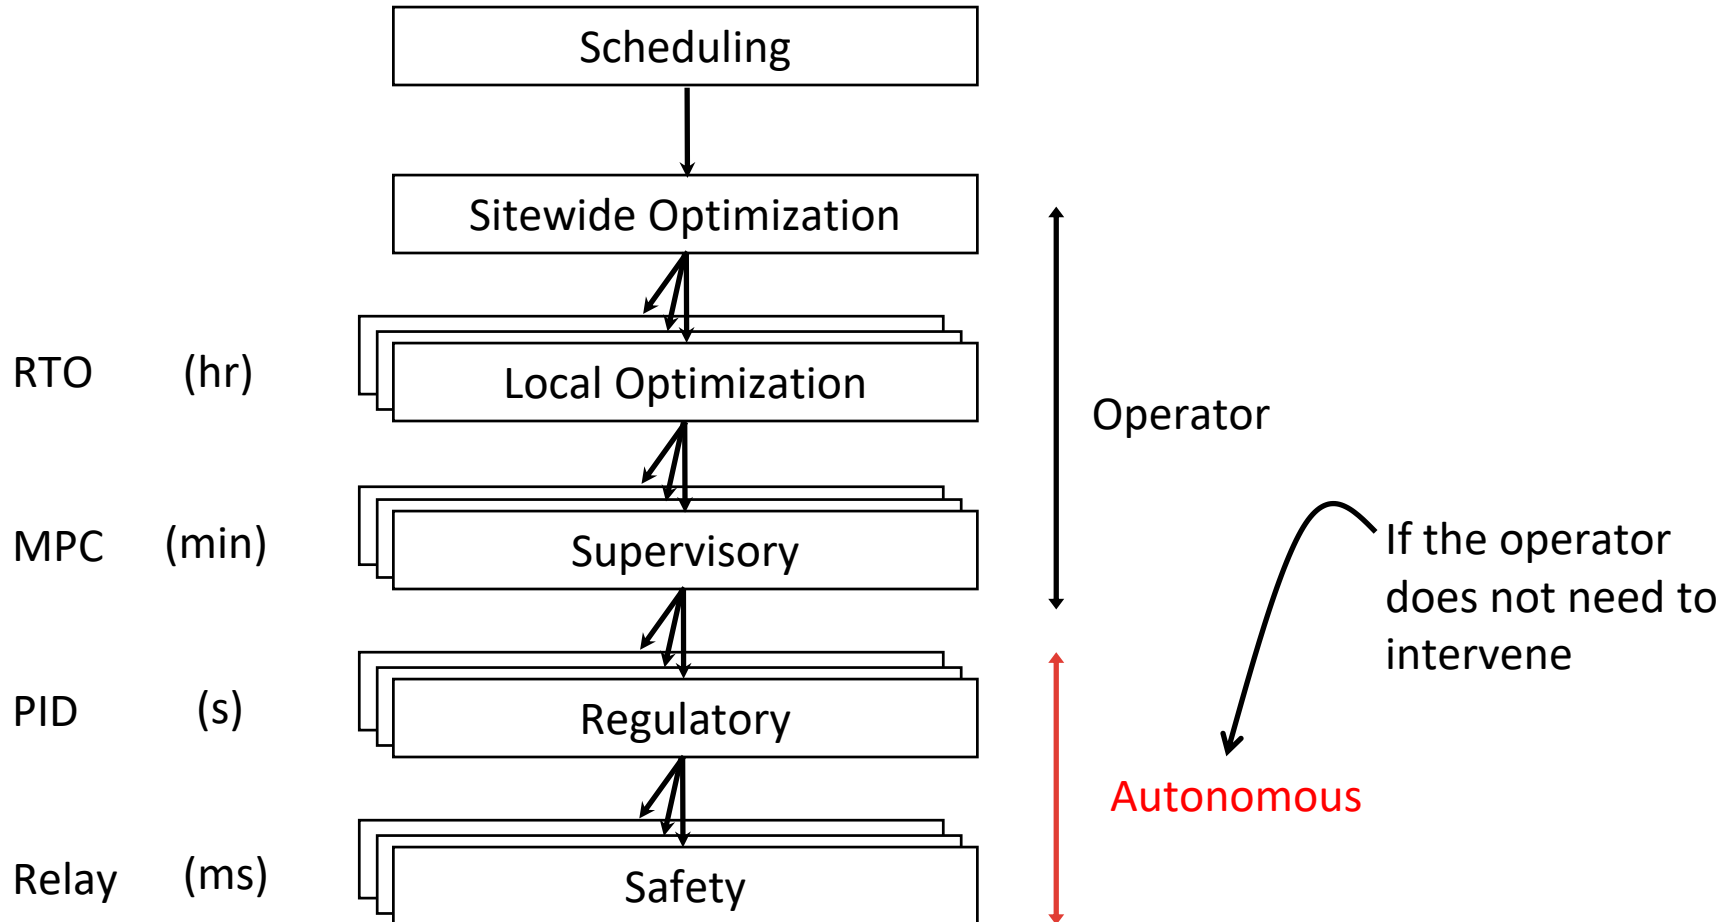 Scheduling
Sitewide Optimization
RTO (hr)
Local Optimization
Operator
MPC (min)
Supervisory
If the operator
does not need to
intervene
PID (s)
Regulatory
Autonomous
Relay (ms)
Safety